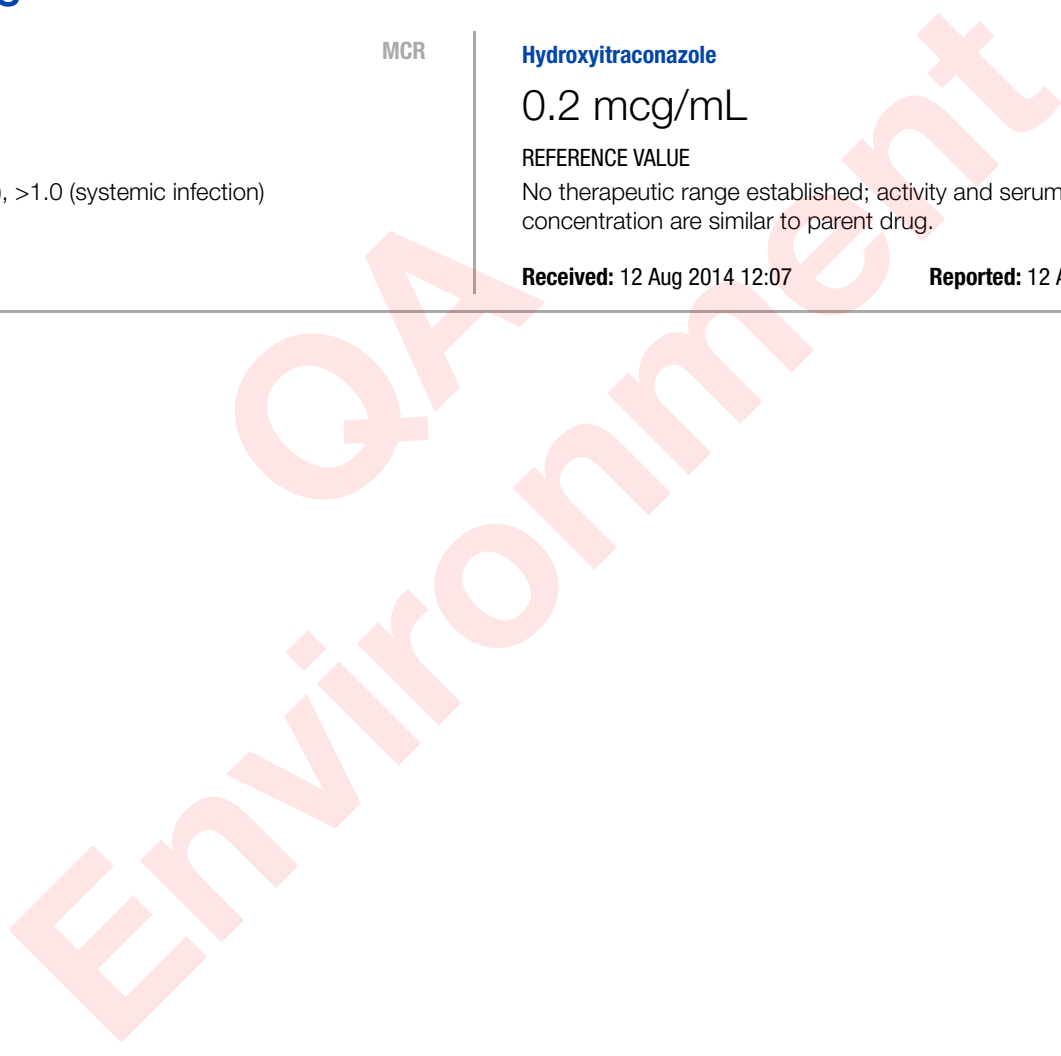 MCR
, >1.0 (systemic infection)
Hydroxyitraconazole
0.2 mcg/mL
REFERENCE VALUE
No therapeutic range established; activity and serum
concentration are similar to parent drug.
Received: 12 Aug 2014 12:07 Reported: 12
QA
Environment